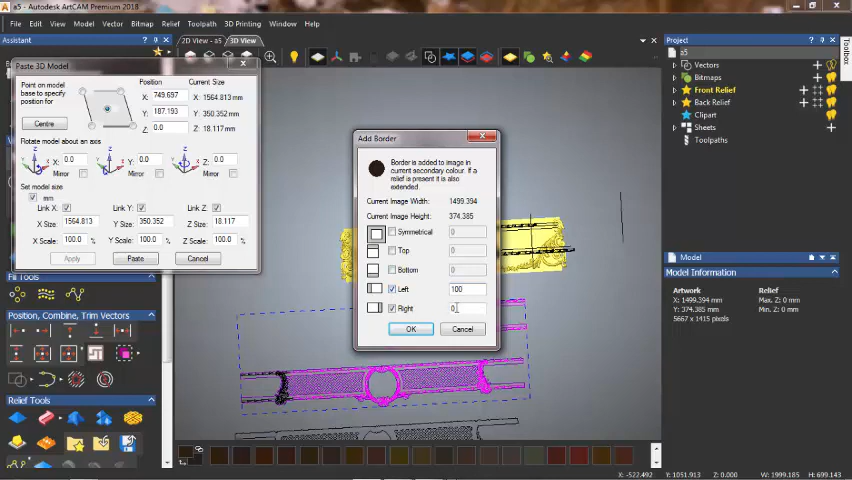 a5 - Autodesk ArtCAM Premium 2018
File Edit View Model Vector Bitmap Relief Toolpath 3D Printing Window Help
Assistant
2D View - a5 3D View
Project
Toolbox
a5
Vectors
Bitmaps
Front Relief
Back Relief
Clipart
Sheets
Toolpaths
Paste 3D Model
Point on model
base to specify
position for
Centre
Position
X: 749.697
Y: 187.193
Z: 0.0
Current Size
X: 1564.813 mm
Y: 350.352 mm
Z: 18.117 mm
Rotate model about an axis
X: 0.0 Y: 0.0 Z: 0.0
Mirror Mirror Mirror
Set model size
mm
Link X: Link Y: Link Z:
X Size: 1564.813 Y Size: 350.352 Z Size: 18.117
X Scale: 100.0 % Y Scale: 100.0 % Z Scale: 100.0 %
Apply Paste Cancel
Add Border
Border is added to image in
current secondary colour. If a
relief is present it is also
extended.
Current Image Width: 1499.394
Current Image Height: 374.385
Symmetrical 0
Top 0
Bottom 0
Left 100
Right 0
OK Cancel
Model
Model Information
Artwork
X: 1499.394 mm
Y: 374.385 mm
5667 x 1415 pixels
Relief
Max. Z: 0 mm
Min. Z: 0 mm
Fill Tools
Position, Combine, Trim Vectors
Relief Tools
X: -522.492 Y: 1051.913 Z: 0.000 W: 1999.185 H: 699.143